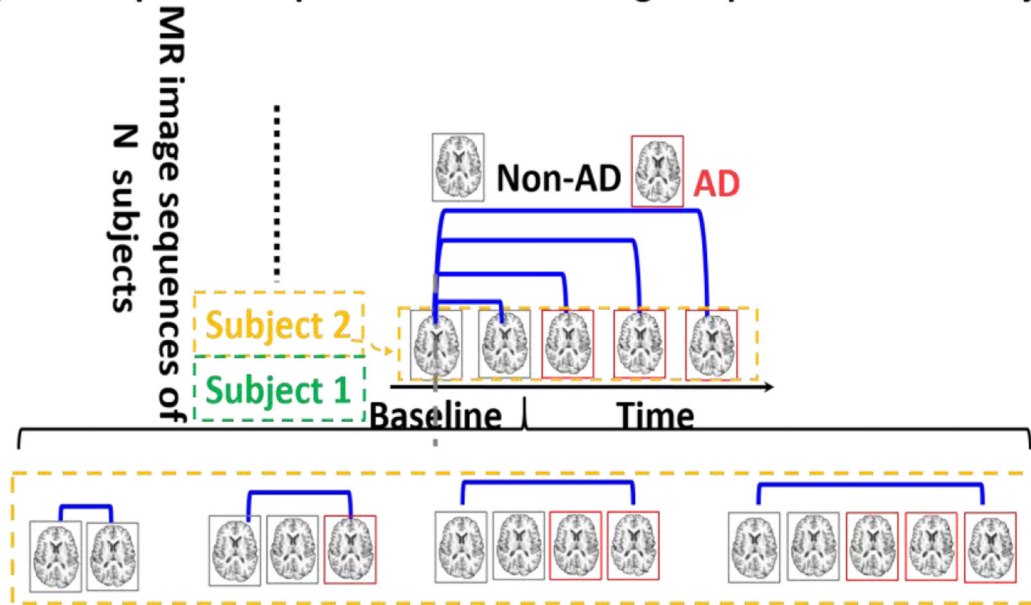 MR image sequences of
N subjects
Non-AD
AD
Subject 2
Subject 1
Baseline
Time